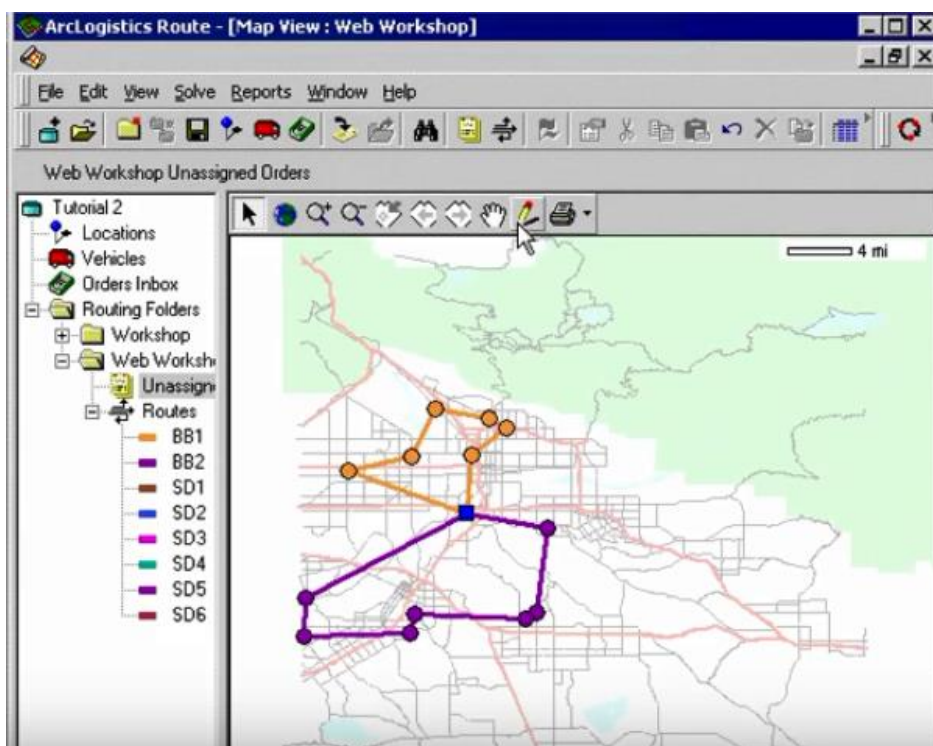 ArcLogistics Route - [Map View : Web Workshop]
File Edit View Solve Reports Window Help
Web Workshop Unassigned Orders
Tutorial 2
Locations
Vehicles
Orders Inbox
Routing Folders
Workshop
Web Worksh
Unassign
Routes
BB1
BB2
SD1
SD2
SD3
SD4
SD5
SD6
4 mi